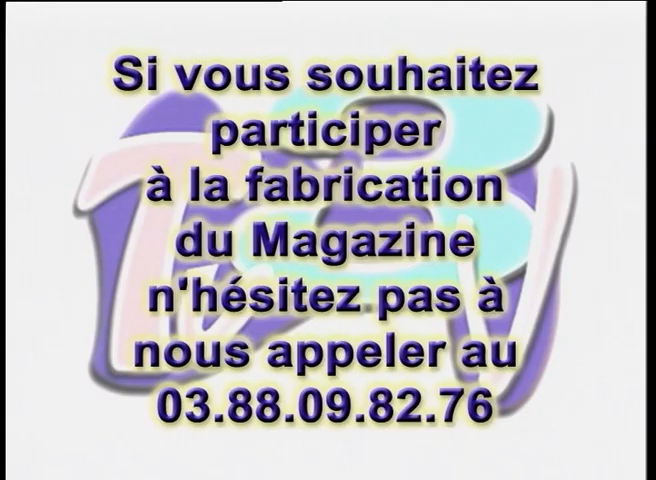 Si vous souhaitez
participer
à la fabrication
du Magazine
n'hésitez pas à
nous appeler au
03.88.09.82.76